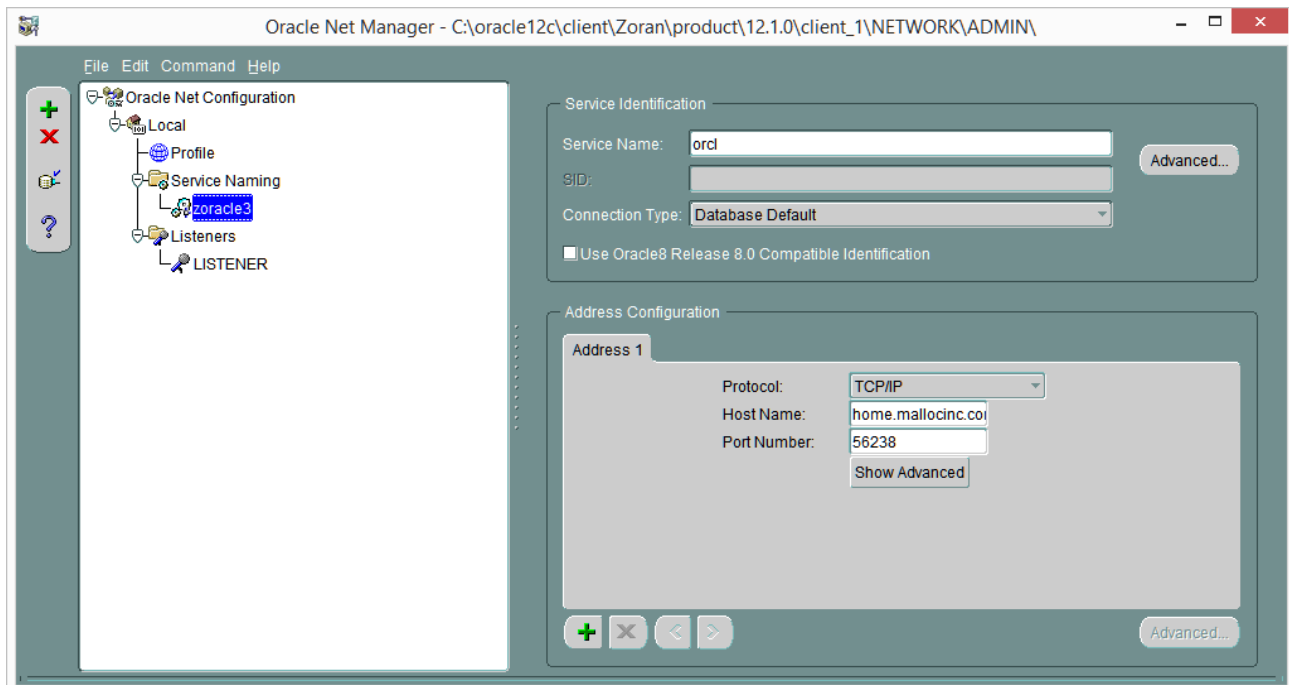 Oracle Net Manager - C:\oracle12c\client\Zoran\product\12.1.0\client_1\NETWORK\ADMIN\
File Edit Command Help
Oracle Net Configuration
Local
Profile
Service Naming
zoracle3
Listeners
LISTENER
Service Identification
Service Name: orcl
Advanced...
SID:
Connection Type: Database Default
Use Oracle8 Release 8.0 Compatible Identification
Address Configuration
Address 1
Protocol: TCP/IP
Host Name: home.mallocinc.co
Port Number: 56238
Show Advanced
Advanced...